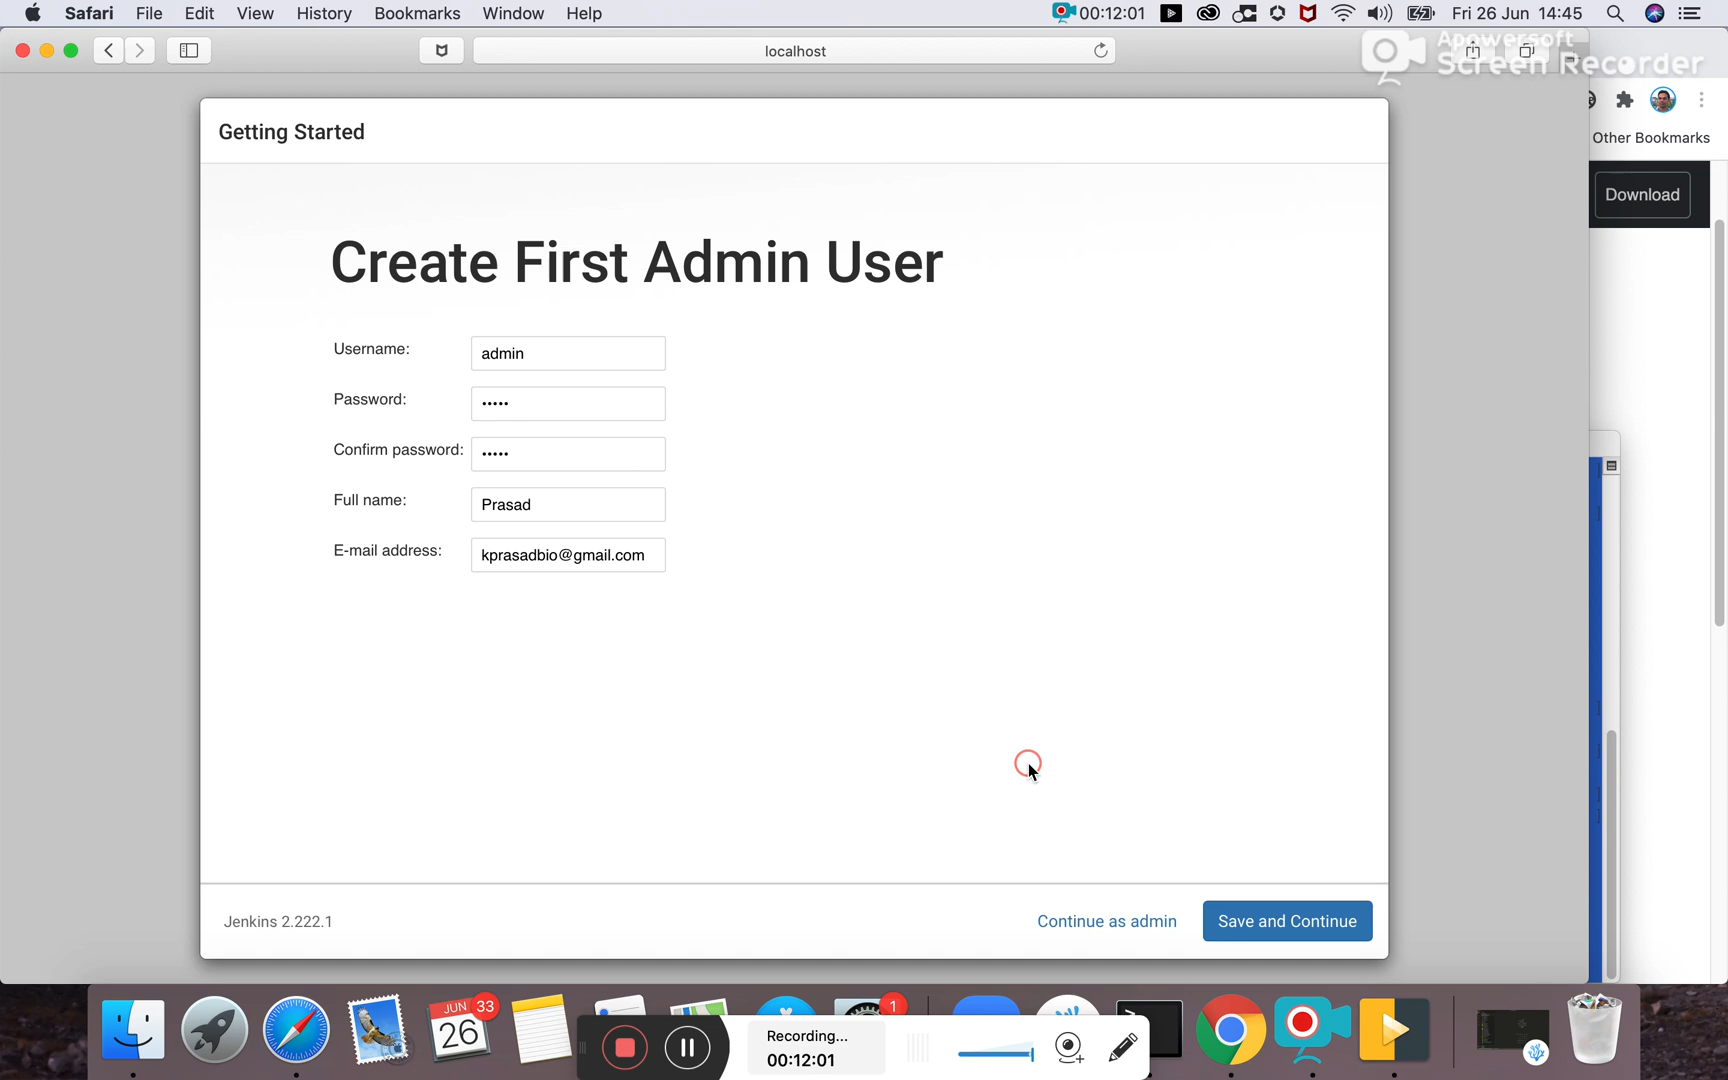 Safari File Edit View History Bookmarks Window Help 00:12:01 Fri 26 Jun 14:45
localhost
Apowersoft
Screen Recorder
Other Bookmarks
Download
Getting Started
Create First Admin User
Username: admin
Password: •••••
Confirm password: •••••
Full name: Prasad
E-mail address: kprasadbio@gmail.com
Jenkins 2.222.1 Continue as admin Save and Continue
JUN 33
26
1
Recording...
00:12:01